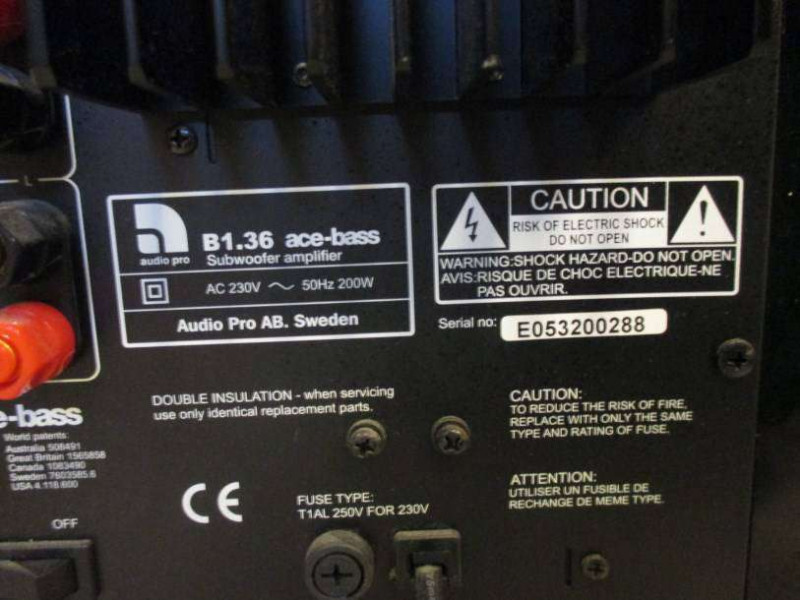 L
audio pro
B1.36 ace-bass
Subwoofer amplifier
AC 230V ~ 50Hz 200W
Audio Pro AB. Sweden
CAUTION
RISK OF ELECTRIC SHOCK
DO NOT OPEN
WARNING:SHOCK HAZARD-DO NOT OPEN.
AVIS:RISQUE DE CHOC ELECTRIQUE-NE
PAS OUVRIR.
Serial no: E053200288
DOUBLE INSULATION - when servicing
use only identical replacement parts.
CAUTION:
TO REDUCE THE RISK OF FIRE,
REPLACE WITH ONLY THE SAME
TYPE AND RATING OF FUSE.
e-bass
World patents:
Australia 508491
Great Britain 1565858
Canada 1083490
Sweden 7603585.6
USA 4.118.600
CE
FUSE TYPE:
T1AL 250V FOR 230V
ATTENTION:
UTILISER UN FUSIBLE DE
RECHANGE DE MEME TYPE.
OFF